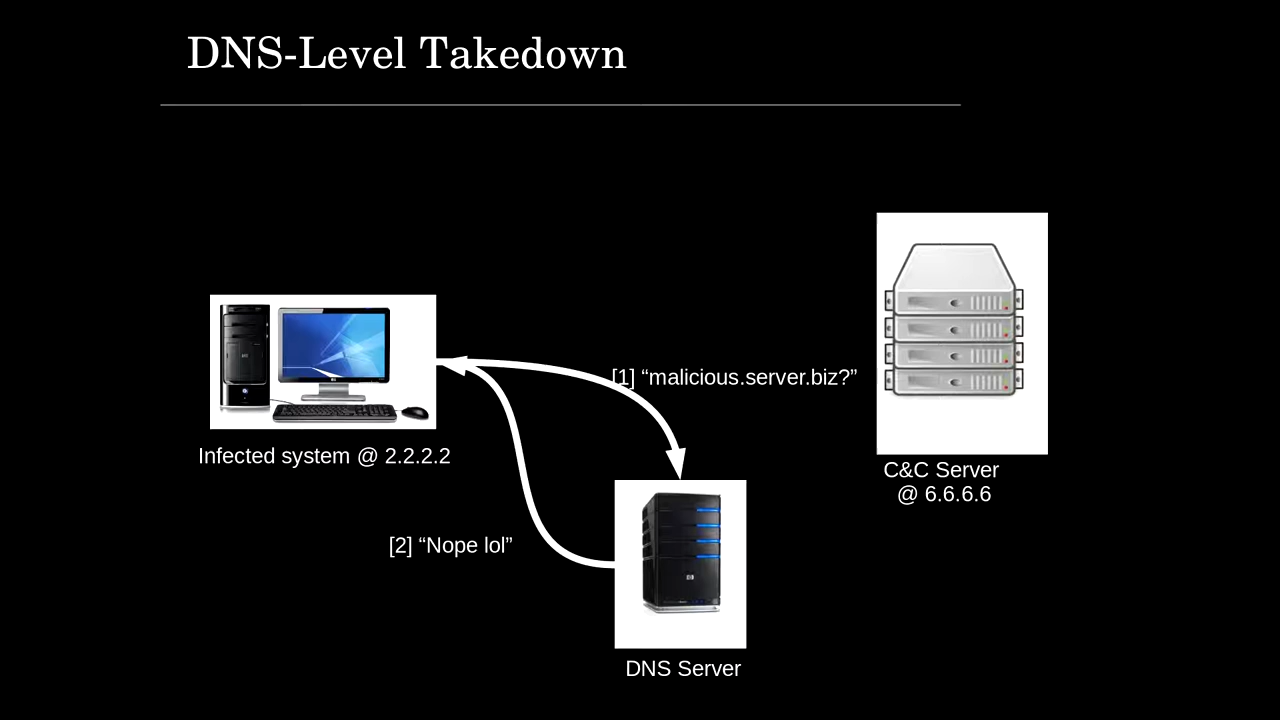 DNS-Level Takedown
[1] “malicious.server.biz?”
Infected system @ 2.2.2.2
C&C Server
@ 6.6.6.6
[2] “Nope lol”
DNS Server